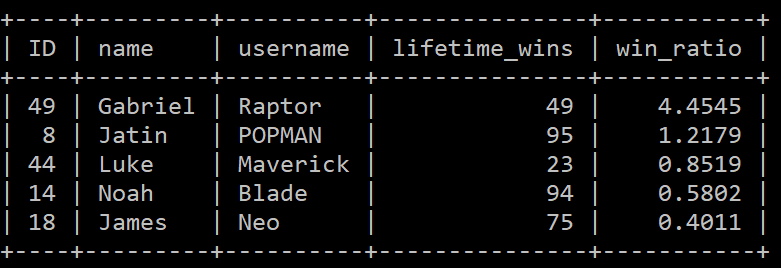 +----+---------+----------+---------------+-----------+
| ID | name    | username | lifetime_wins | win_ratio |
+----+---------+----------+---------------+-----------+
| 49 | Gabriel | Raptor   |            49 |    4.4545 |
|  8 | Jatin   | POPMAN   |            95 |    1.2179 |
| 44 | Luke    | Maverick |            23 |    0.8519 |
| 14 | Noah    | Blade    |            94 |    0.5802 |
| 18 | James   | Neo      |            75 |    0.4011 |
+----+---------+----------+---------------+-----------+